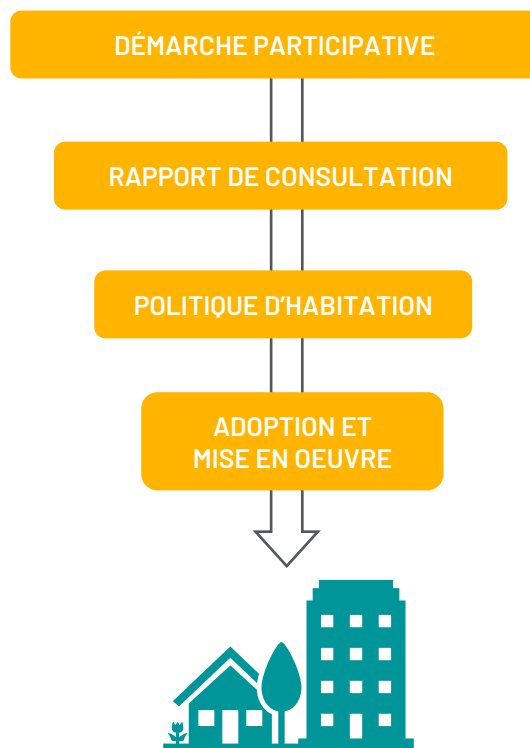 DÉMARCHE PARTICIPATIVE
RAPPORT DE CONSULTATION
POLITIQUE D'HABITATION
ADOPTION ET
MISE EN OEUVRE